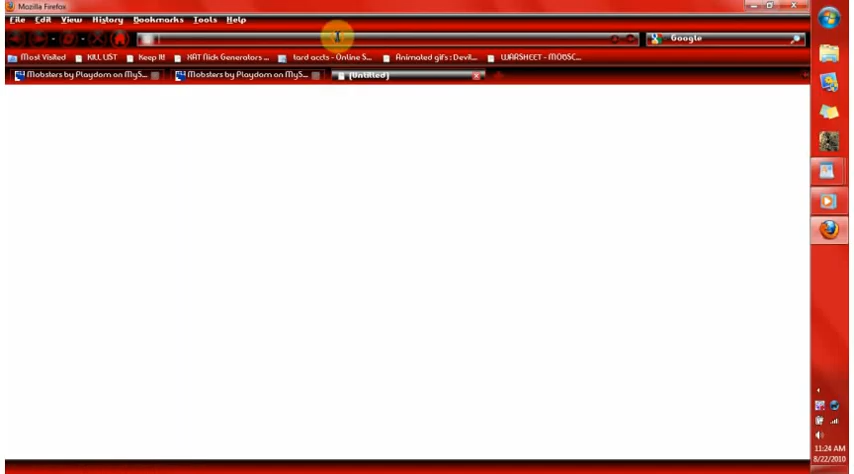 Mozilla Firefox
File Edit View History Bookmarks Tools Help
Google
Most Visited KILL LIST Keep It! KAT Nick Generators ... tard accts - Online S... Animated gifs : Devil... WARSHEET - MOBSC...
Mobsters by Playdom on MyS... Mobsters by Playdom on MyS... (Untitled)
11:24 AM
8/22/2010